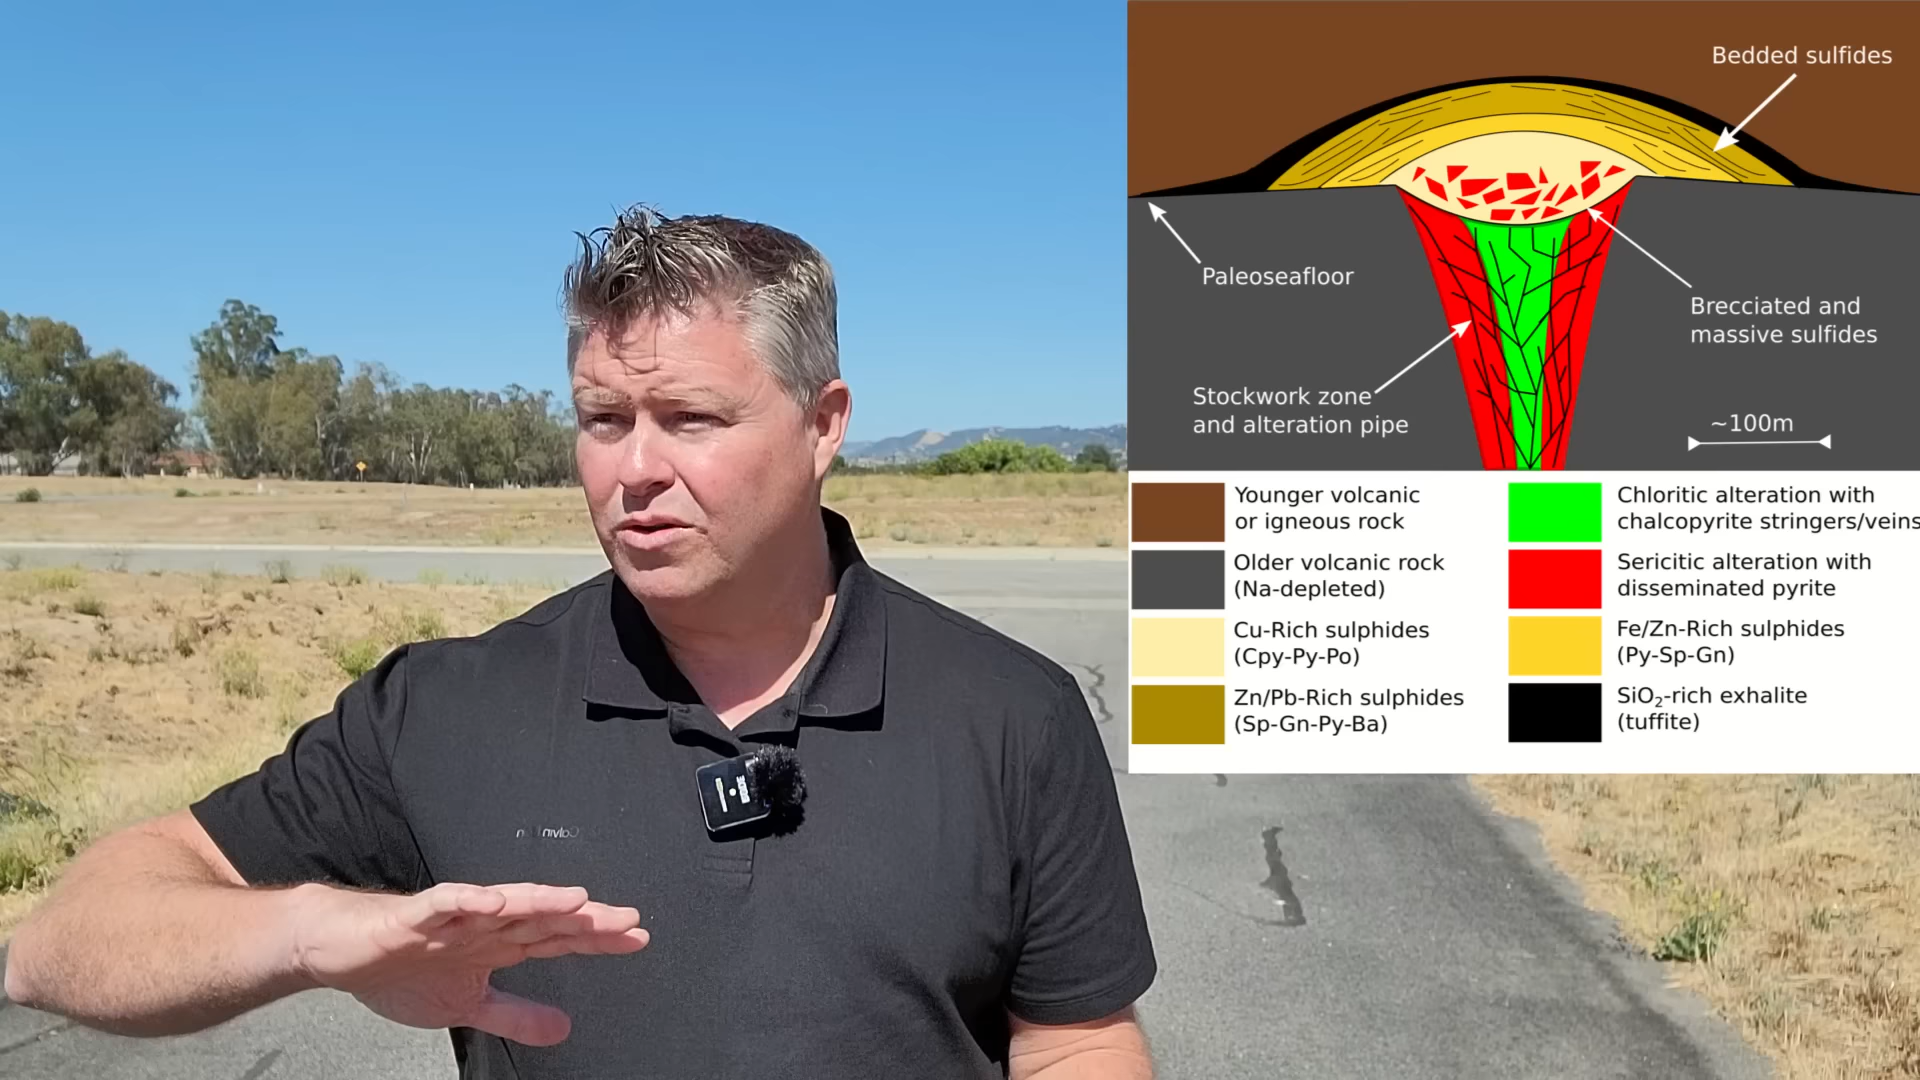 Bedded sulfides
Paleoseafloor
Brecciated and
massive sulfides
Stockwork zone
and alteration pipe
~100m
Younger volcanic
or igneous rock
Older volcanic rock
(Na-depleted)
Cu-Rich sulphides
(Cpy-Py-Po)
Zn/Pb-Rich sulphides
(Sp-Gn-Py-Ba)
Chloritic alteration with
chalcopyrite stringers/veins
Sericitic alteration with
disseminated pyrite
Fe/Zn-Rich sulphides
(Py-Sp-Gn)
SiO₂-rich exhalite
(tuffite)